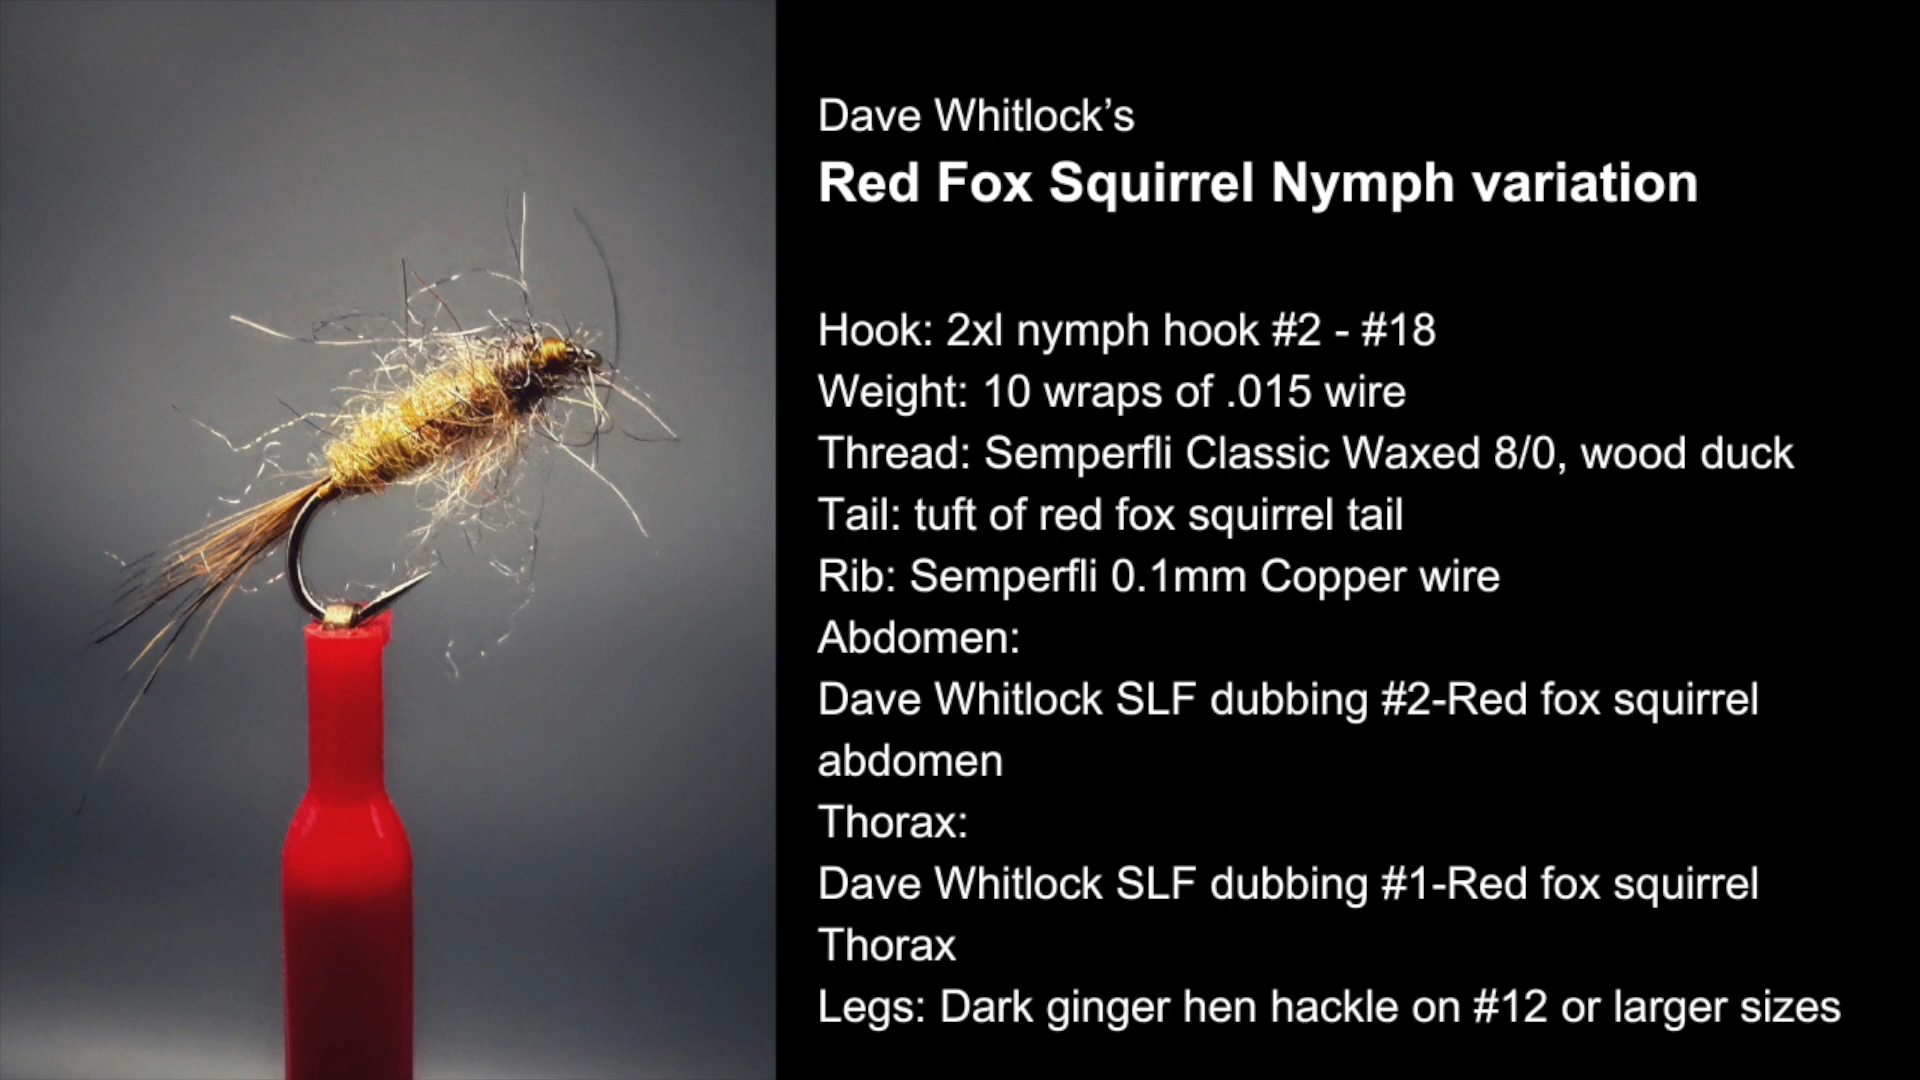 Dave Whitlock’s
Red Fox Squirrel Nymph variation
Hook: 2xl nymph hook #2 - #18
Weight: 10 wraps of .015 wire
Thread: Semperfli Classic Waxed 8/0, wood duck
Tail: tuft of red fox squirrel tail
Rib: Semperfli 0.1mm Copper wire
Abdomen:
Dave Whitlock SLF dubbing #2-Red fox squirrel
abdomen
Thorax:
Dave Whitlock SLF dubbing #1-Red fox squirrel
Thorax
Legs: Dark ginger hen hackle on #12 or larger sizes